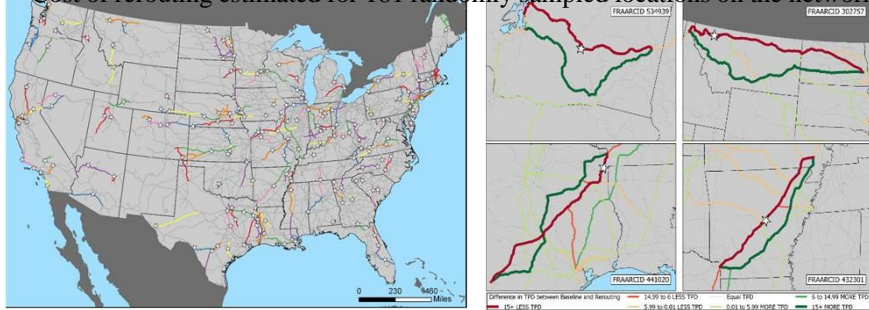 Cost of rerouting estimated for 181 randomly sampled locations on the network
FRAARCID 534939
FRAARCID 302757
FRAARCID 441020
FRAARCID 432301
0 230 460
Miles
Difference in TPD between Baseline and Rerouting
14.99 to 6 LESS TPD
Equal TPD
6 to 14.99 MORE TPD
15+ LESS TPD
5.99 to 0.01 LESS TPD
0.01 to 5.99 MORE TPD
15+ MORE TPD